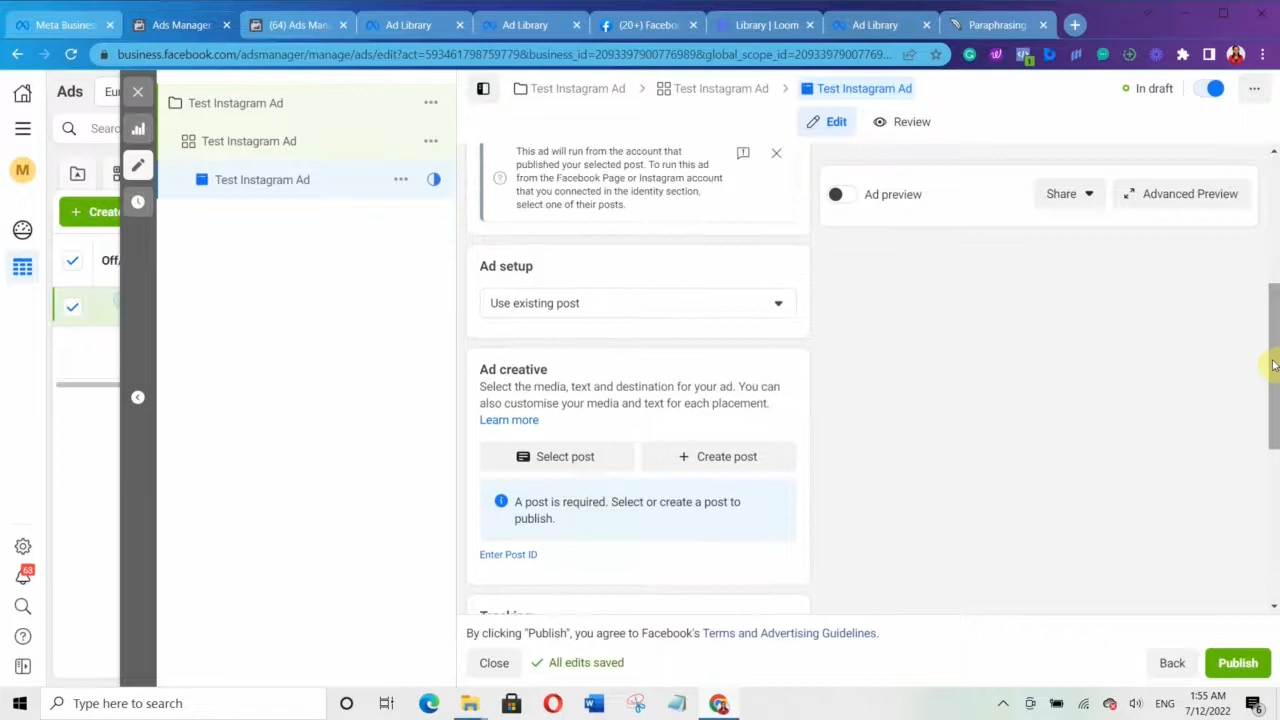 Meta Business
Ads Manager
(64) Ads Man
Ad Library
Ad Library
(20+) Facebo
Library | Loom
Ad Library
Paraphrasing
business.facebook.com/adsmanager/manage/ads/edit?act=593461798759779&business_id=2093397900776989&global_scope_id=20933979007769...
Ads
Eur
Test Instagram Ad
Test Instagram Ad
Test Instagram Ad
In draft
Edit
Review
Sear
M
Test Instagram Ad
Test Instagram Ad
Test Instagram Ad
+ Create
Off/
This ad will run from the account that
published your selected post. To run this ad
from the Facebook Page or Instagram account
that you connected in the identity section,
select one of their posts.
Ad preview
Share
Advanced Preview
Ad setup
Use existing post
Ad creative
Select the media, text and destination for your ad. You can
also customise your media and text for each placement.
Learn more
Select post
+ Create post
A post is required. Select or create a post to
publish.
Enter Post ID
63
By clicking "Publish", you agree to Facebook's Terms and Advertising Guidelines.
Close
All edits saved
Back
Publish
Type here to search
ENG
1:55 AM
7/12/2022
6